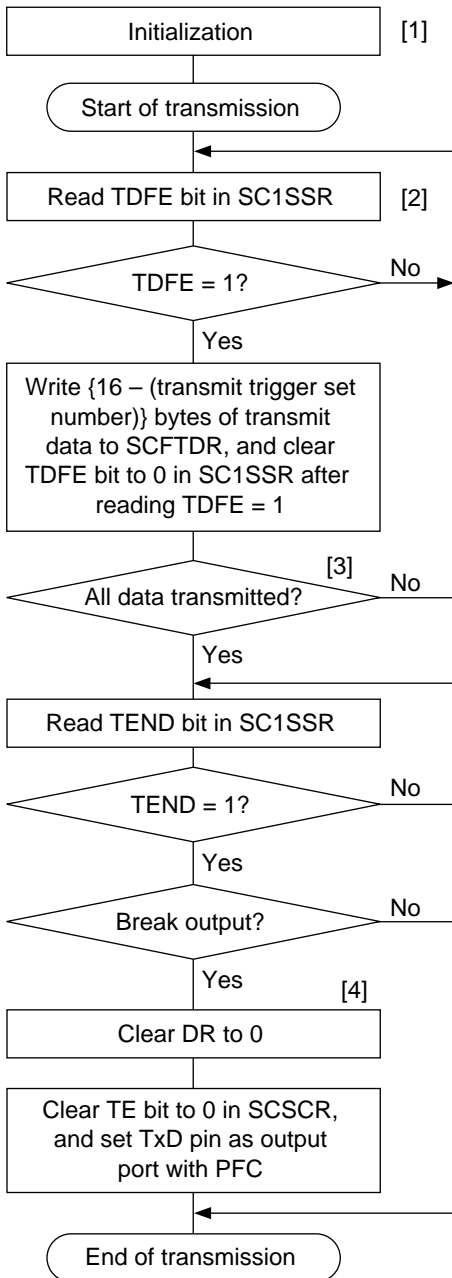 Initialization
[1]
Start of transmission
Read TDFE bit in SC1SSR
[2]
TDFE = 1?
No
Yes
Write {16 – (transmit trigger set
number)} bytes of transmit
data to SCFTDR, and clear
TDFE bit to 0 in SC1SSR after
reading TDFE = 1
[3]
All data transmitted?
No
Yes
Read TEND bit in SC1SSR
TEND = 1?
No
Yes
Break output?
No
Yes
[4]
Clear DR to 0
Clear TE bit to 0 in SCSCR,
and set TxD pin as output
port with PFC
End of transmission